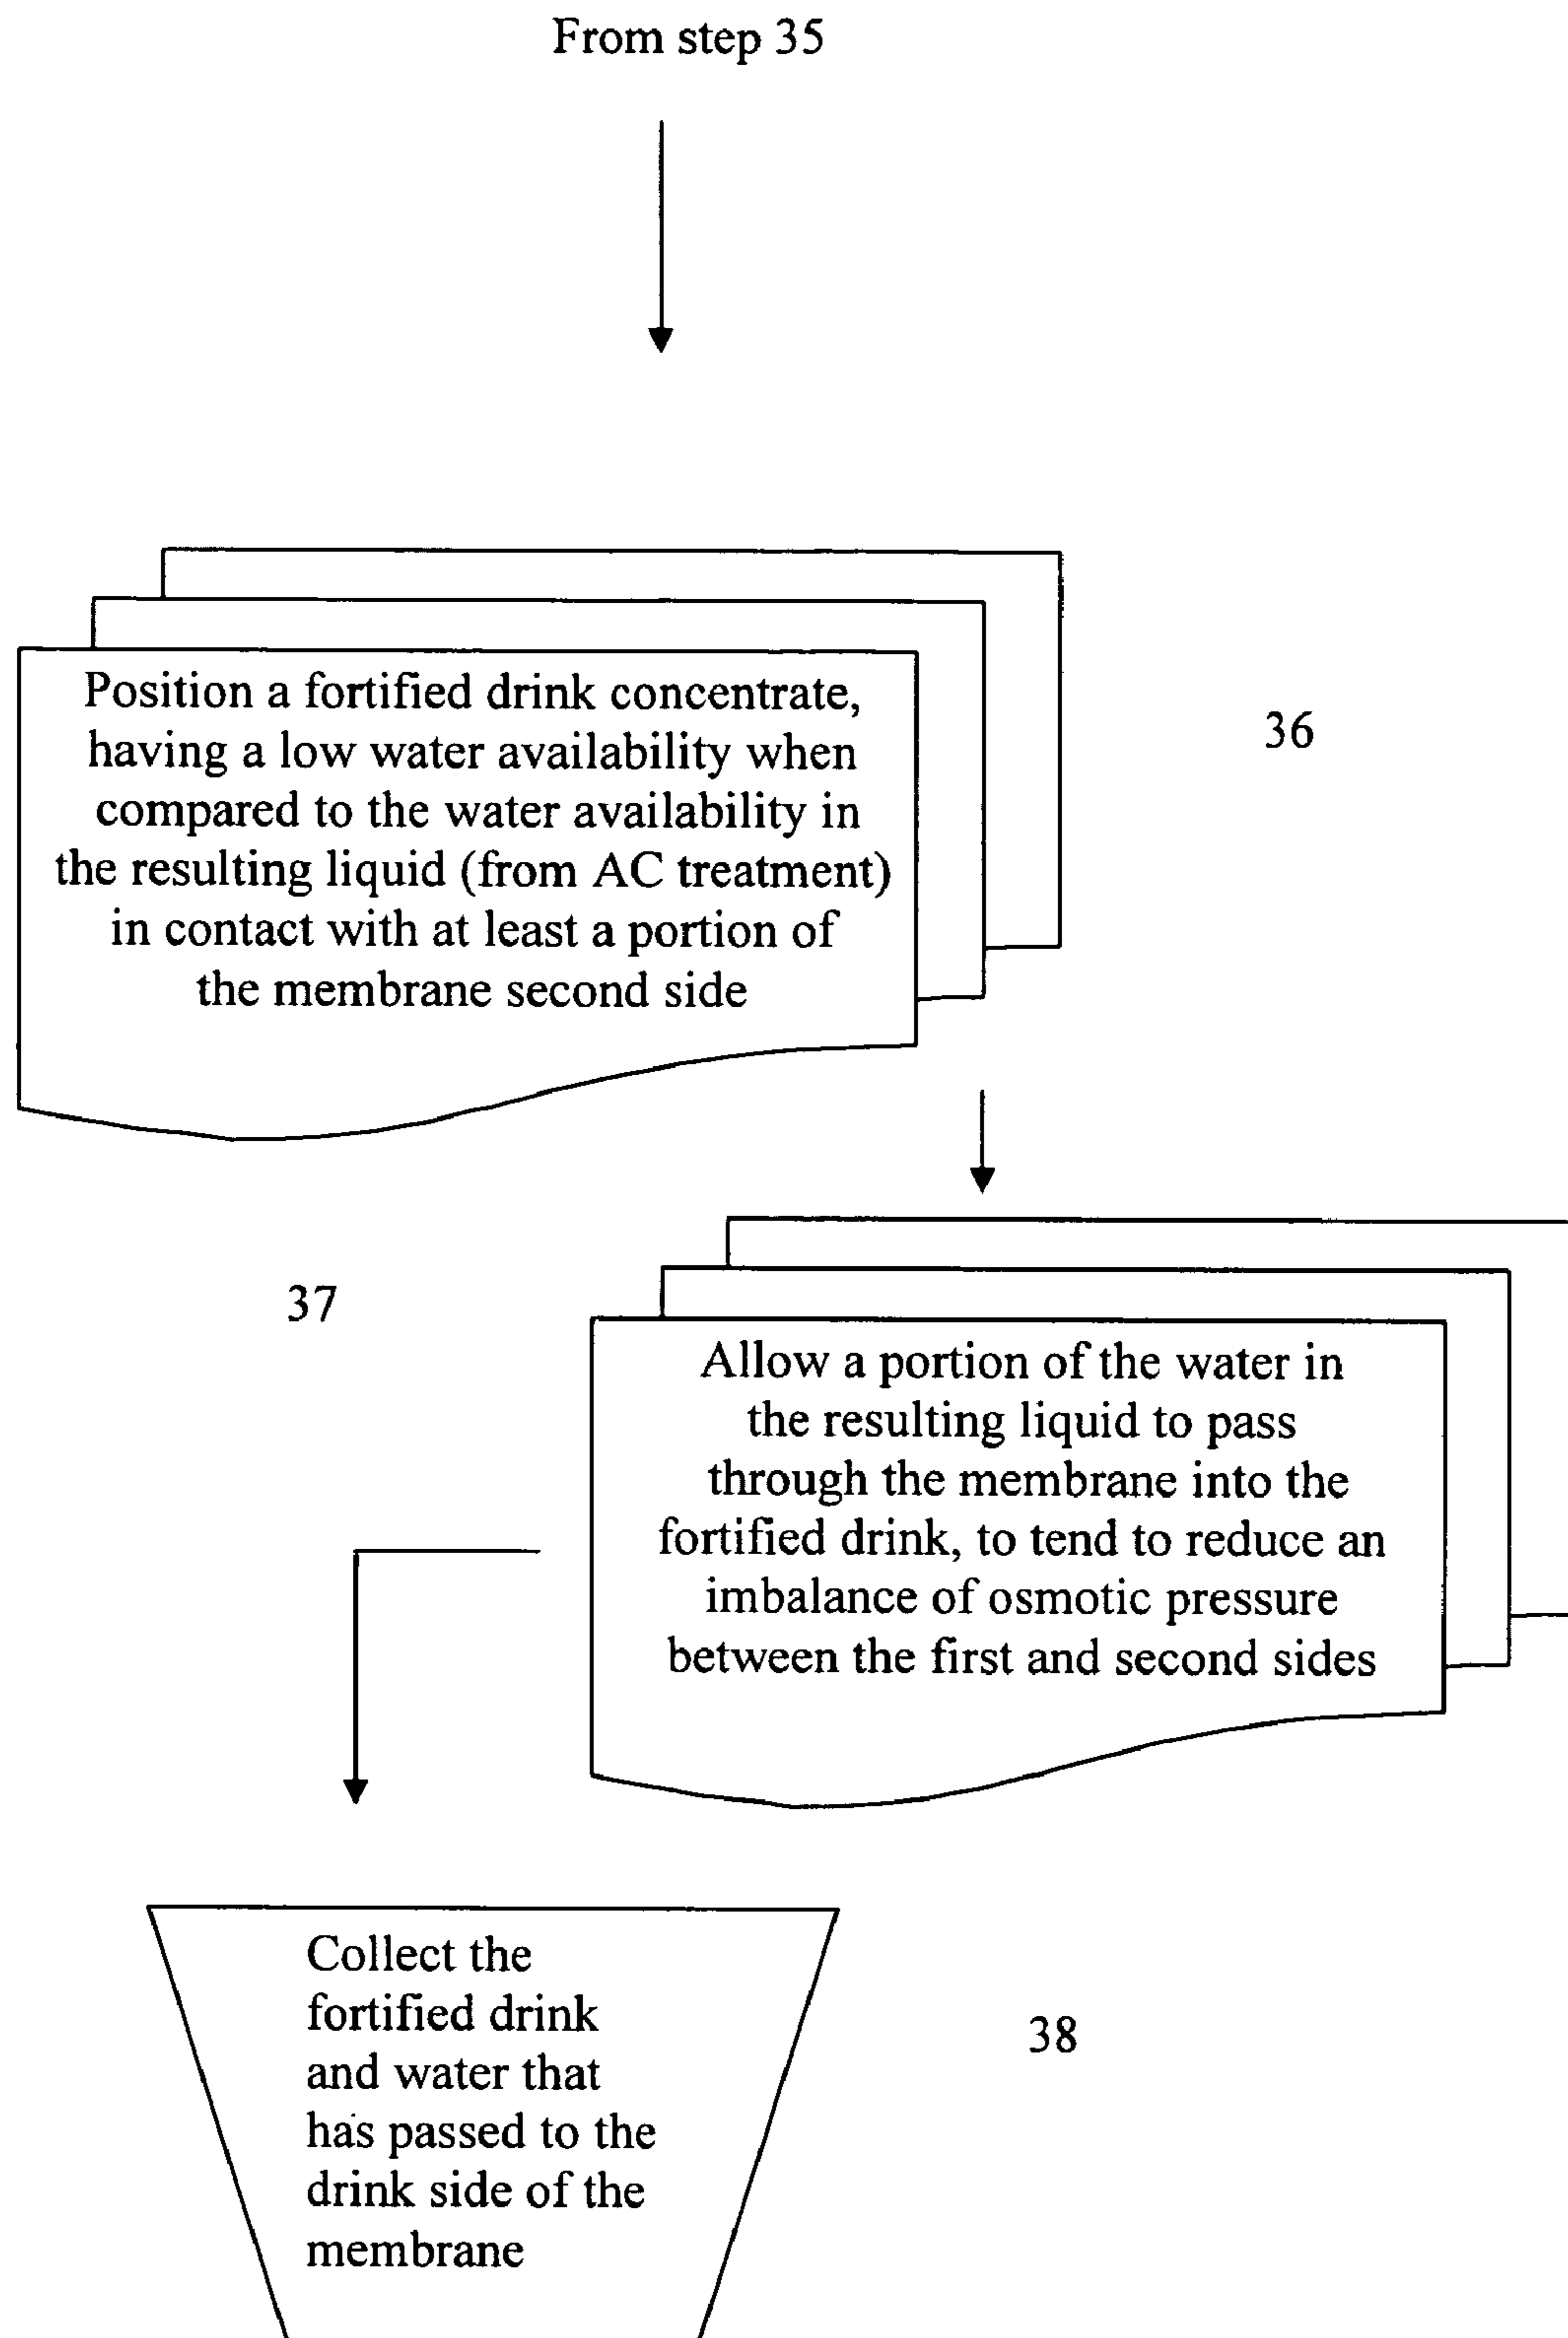 From step 35
Position a fortified drink concentrate,
having a low water availability when
compared to the water availability in
the resulting liquid (from AC treatment)
in contact with at least a portion of
the membrane second side
36
37
Allow a portion of the water in
the resulting liquid to pass
through the membrane into the
fortified drink, to tend to reduce an
imbalance of osmotic pressure
between the first and second sides
Collect the
fortified drink
and water that
has passed to the
drink side of the
membrane
38